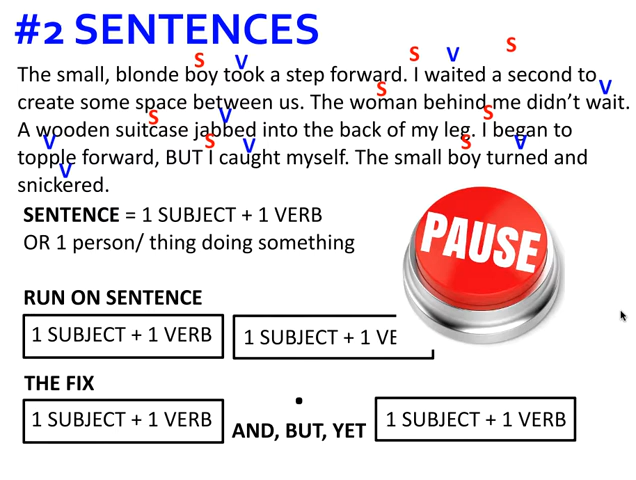 #2 SENTENCES
S V S V S
The small, blonde boy took a step forward. I waited a second to
S V
create some space between us. The woman behind me didn't wait.
S V S
A wooden suitcase jabbed into the back of my leg. I began to
V S V S V
topple forward, BUT I caught myself. The small boy turned and
V
snickered.
SENTENCE = 1 SUBJECT + 1 VERB
OR 1 person/ thing doing something
PAUSE
RUN ON SENTENCE
1 SUBJECT + 1 VERB 1 SUBJECT + 1 VE
THE FIX
1 SUBJECT + 1 VERB . AND, BUT, YET 1 SUBJECT + 1 VERB